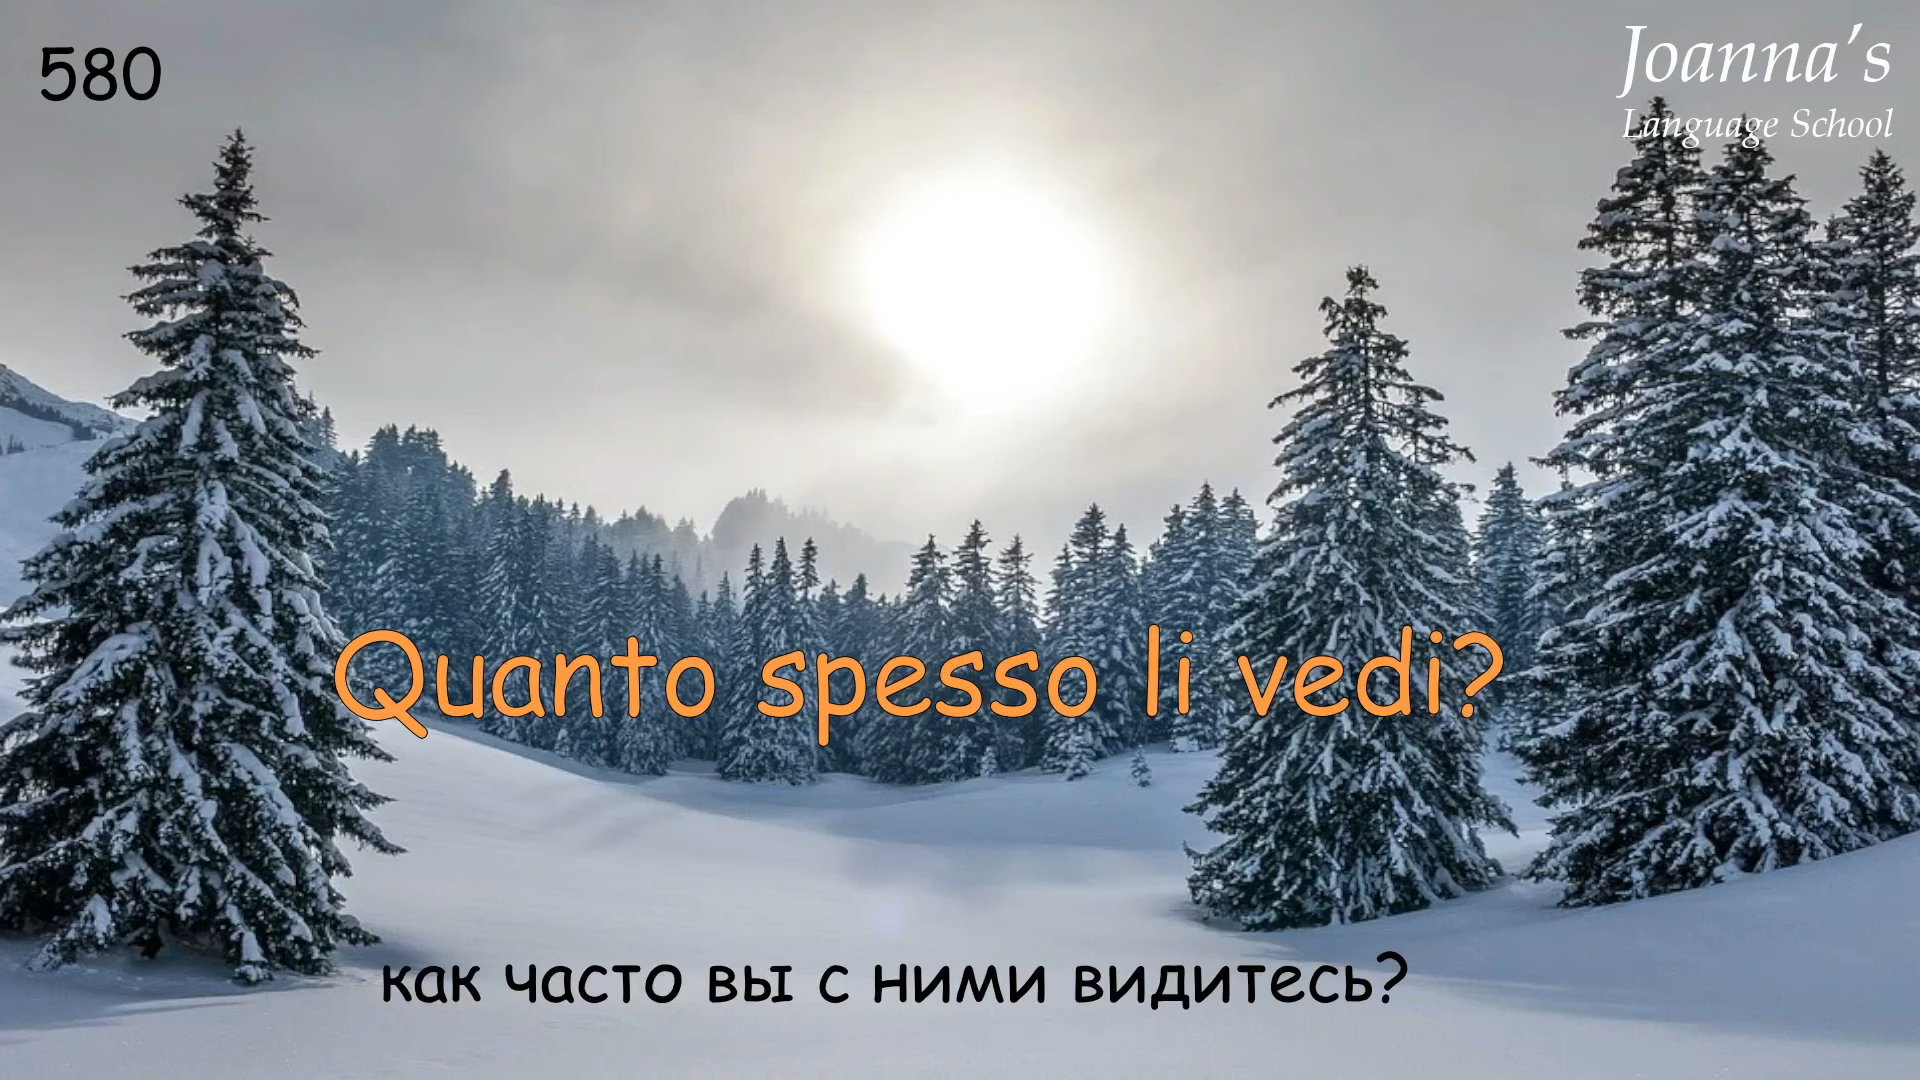 580
Joanna's
Language School
Quanto spesso li vedi?
как часто вы с ними видитесь?